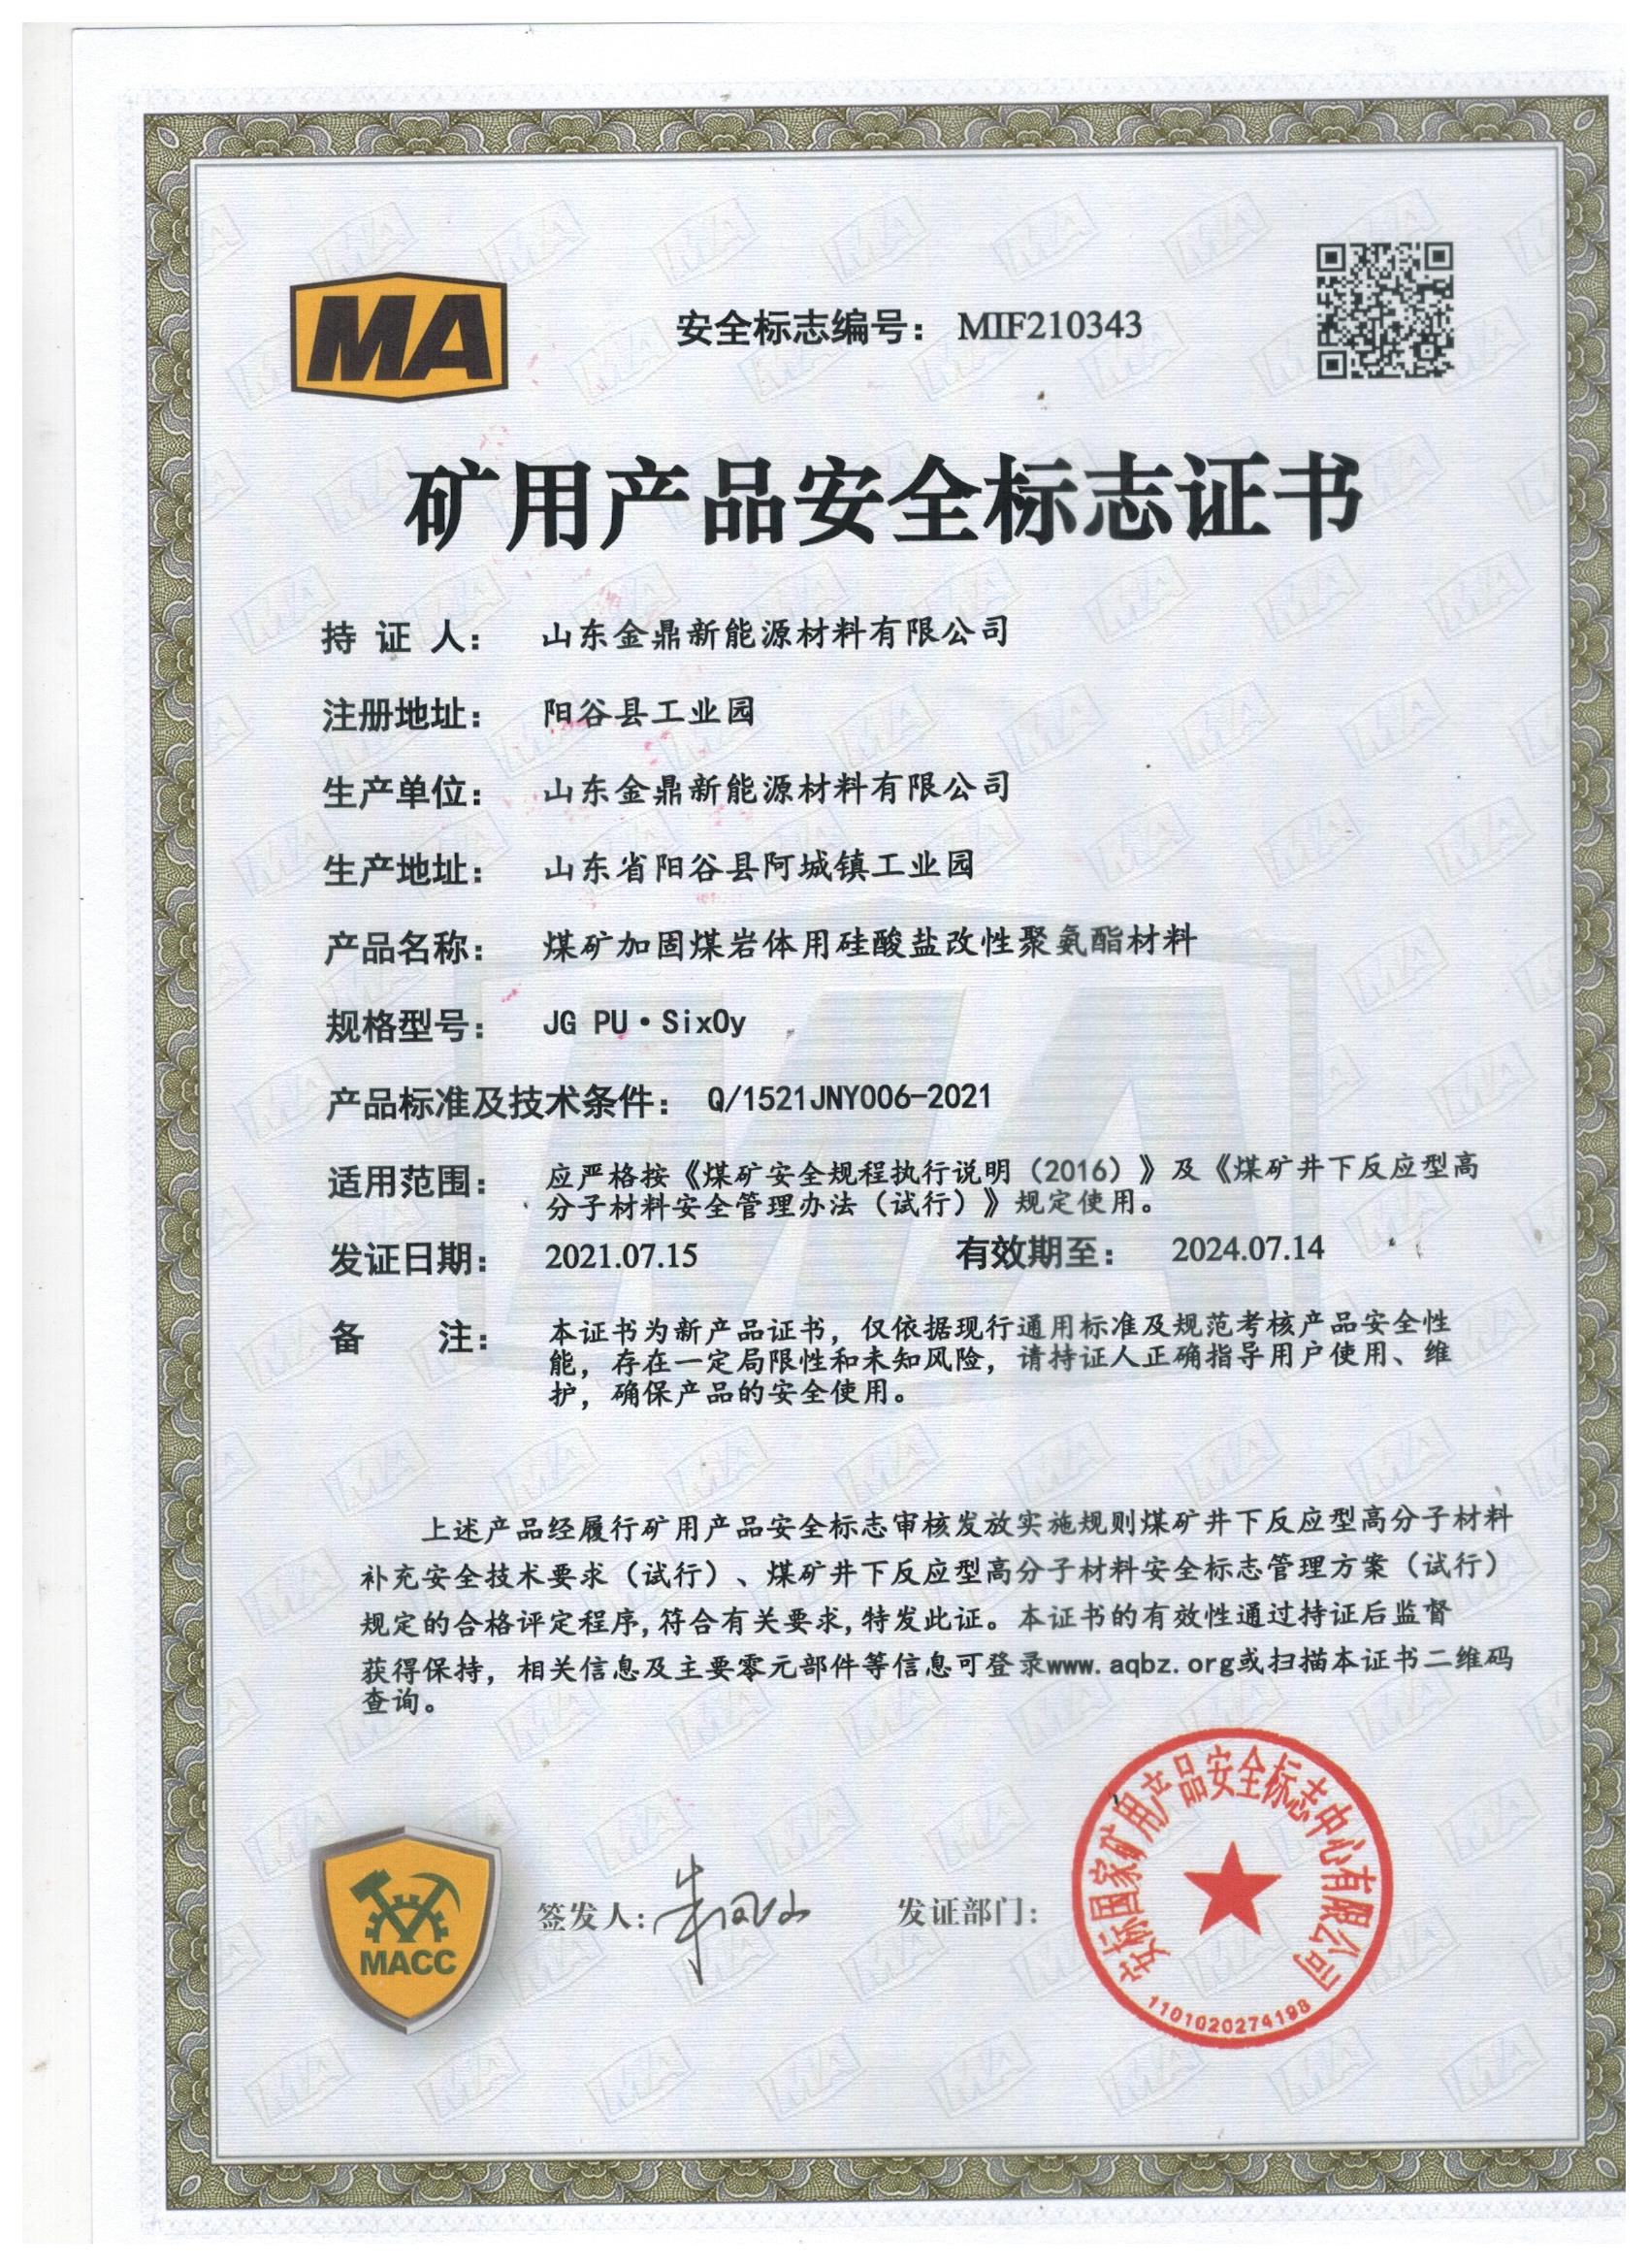 MA
安全标志编号： MIF210343
矿用产品安全标志证书
持 证 人： 山东金鼎新能源材料有限公司
注册地址： 阳谷县工业园
生产单位： 山东金鼎新能源材料有限公司
生产地址： 山东省阳谷县阿城镇工业园
产品名称： 煤矿加固煤岩体用硅酸盐改性聚氨酯材料
规格型号： JG PU·SixOy
产品标准及技术条件： Q/1521JNY006-2021
适用范围： 应严格按《煤矿安全规程执行说明（2016）》及《煤矿井下反应型高
分子材料安全管理办法（试行）》规定使用。
发证日期： 2021.07.15 有效期至： 2024.07.14
备 注： 本证书为新产品证书，仅依据现行通用标准及规范考核产品安全性
能，存在一定局限性和未知风险，请持证人正确指导用户使用、维
护，确保产品的安全使用。
上述产品经履行矿用产品安全标志审核发放实施规则煤矿井下反应型高分子材料
补充安全技术要求（试行）、煤矿井下反应型高分子材料安全标志管理方案（试行）
规定的合格评定程序,符合有关要求,特发此证。本证书的有效性通过持证后监督
获得保持，相关信息及主要零元部件等信息可登录www.aqbz.org或扫描本证书二维码
查询。
MACC
签发人:
发证部门:
安标国家矿用产品安全标志中心有限公司
1101020274198